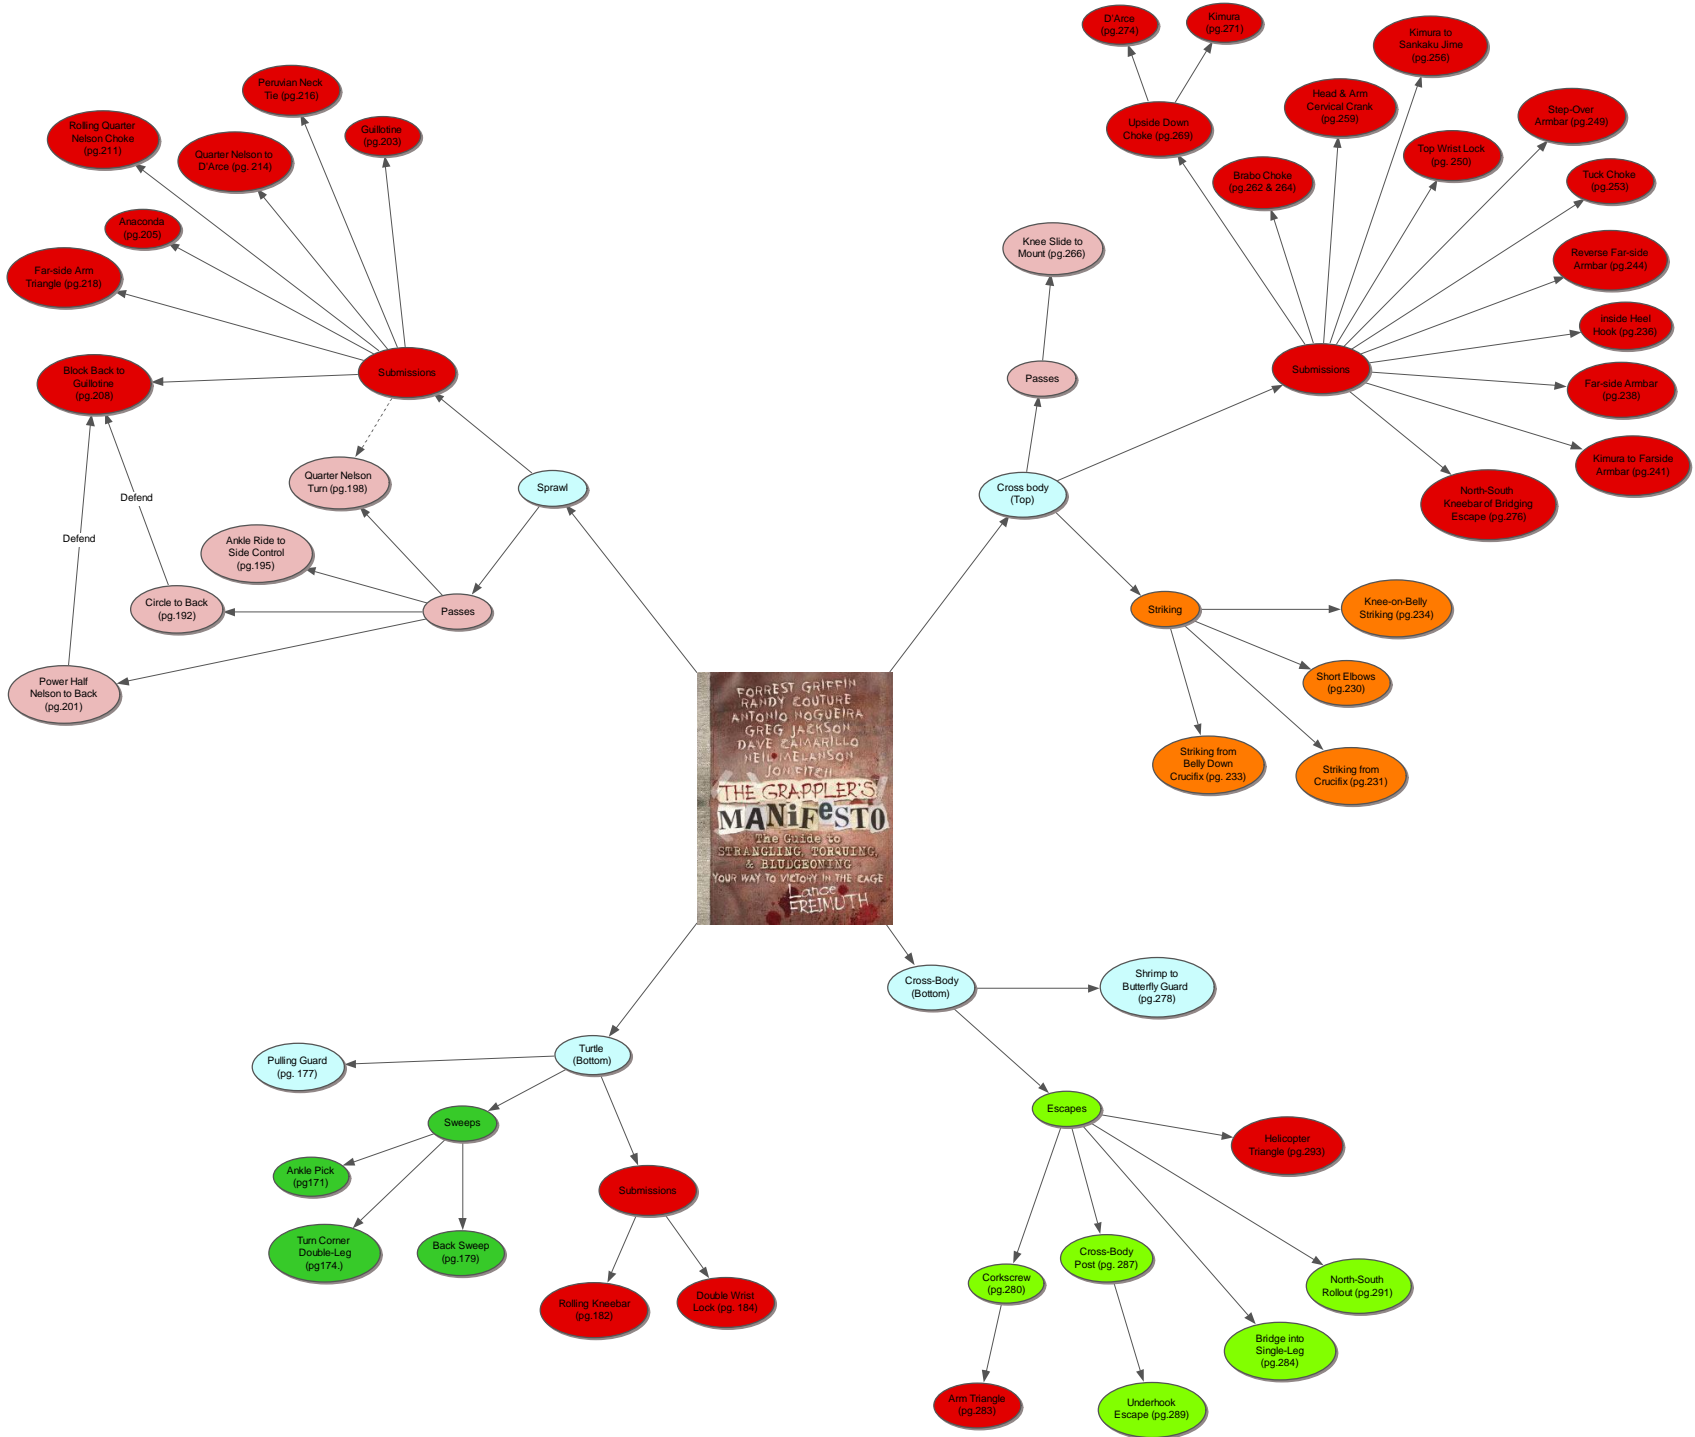 D'Arce
(pg.274)
Kimura
(pg.271)
Kimura to
Sankaku Jime
(pg.256)
Peruvian Neck
Tie (pg.216)
Head & Arm
Cervical Crank
(pg.259)
Step-Over
Armbar (pg.249)
Rolling Quarter
Nelson Choke
(pg.211)
Guillotine
(pg.203)
Upside Down
Choke (pg.269)
Quarter Nelson to
D'Arce (pg. 214)
Top Wrist Lock
(pg. 250)
Brabo Choke
(pg.262 & 264)
Tuck Choke
(pg.253)
Anaconda
(pg.205)
Knee Slide to
Mount (pg.266)
Reverse Far-side
Armbar (pg.244)
Far-side Arm
Triangle (pg.218)
Inside Heel
Hook (pg.236)
Block Back to
Guillotine
(pg.208)
Submissions
Passes
Submissions
Far-side Armbar
(pg.238)
Kimura to Farside
Armbar (pg.241)
Quarter Nelson
Turn (pg.198)
Sprawl
Cross body
(Top)
North-South
Kneebar of Bridging
Escape (pg.276)
Defend
Defend
Ankle Ride to
Side Control
(pg.195)
Circle to Back
(pg.192)
Passes
Striking
Knee-on-Belly
Striking (pg.234)
Power Half
Nelson to Back
(pg.201)
Short Elbows
(pg.230)
Striking from
Belly Down
Crucifix (pg. 233)
Striking from
Crucifix (pg.231)
FORREST GRIFFIN
RANDY COUTURE
ANTONIO NOGUEIRA
GREG JACKSON
DAVE CAMARILLO
NEIL MELANSON
JON FITCH
THE GRAPPLER'S
MANiFeSTO
The Guide to
STRANGLING, TORQUING,
& BLUDGEONING
YOUR WAY TO VICTORY IN THE CAGE
Lance
FREIMUTH
Cross-Body
(Bottom)
Shrimp to
Butterfly Guard
(pg.278)
Turtle
(Bottom)
Pulling Guard
(pg. 177)
Sweeps
Escapes
Helicopter
Triangle (pg.293)
Ankle Pick
(pg171)
Submissions
Turn Corner
Double-Leg
(pg174.)
Back Sweep
(pg.179)
Cross-Body
Post (pg. 287)
Corkscrew
(pg.280)
North-South
Rollout (pg.291)
Rolling Kneebar
(pg.182)
Double Wrist
Lock (pg. 184)
Bridge into
Single-Leg
(pg.284)
Arm Triangle
(pg.283)
Underhook
Escape (pg.289)